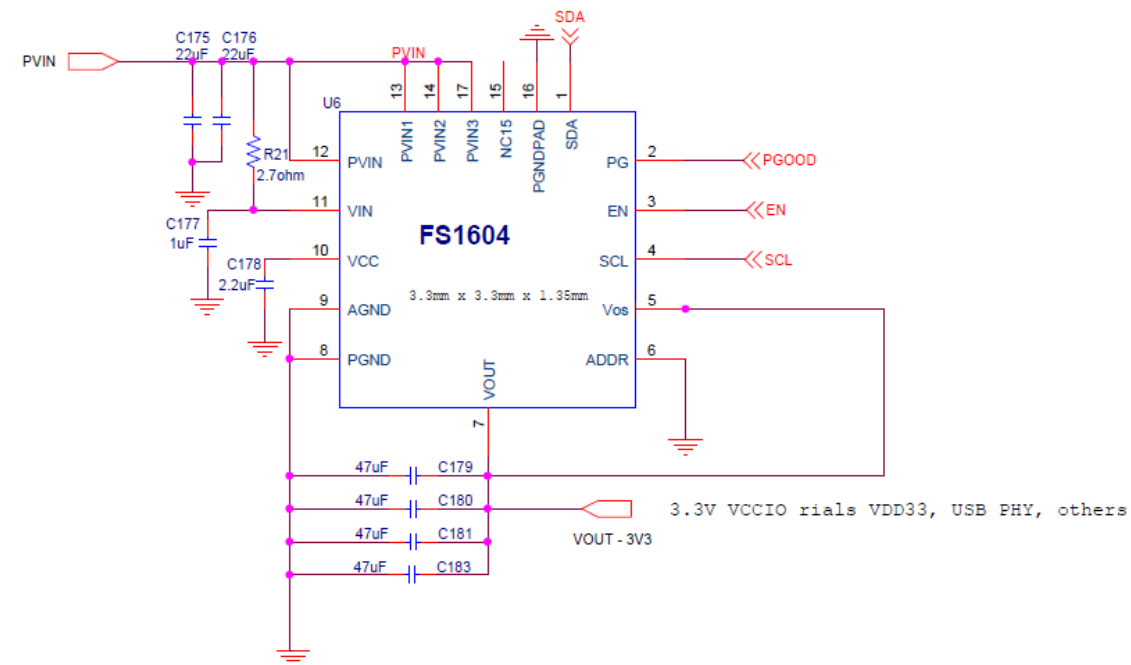 SDA
C175 C176
22uF 22uF
PVIN
PVIN
13
14
17
15
16
1
U6
PVIN1
PVIN2
PVIN3
NC15
PGNDPAD
SDA
R21
2.7ohm
12 PVIN
PG 2 PGOOD
11 VIN
EN 3 EN
C177
1uF
FS1604
C178
2.2uF
10 VCC
SCL 4 SCL
3.3mm x 3.3mm x 1.35mm
9 AGND
Vos 5
8 PGND
ADDR 6
VOUT
7
47uF C179
47uF C180
3.3V VCCIO rials VDD33, USB PHY, others
47uF C181
VOUT - 3V3
47uF C183